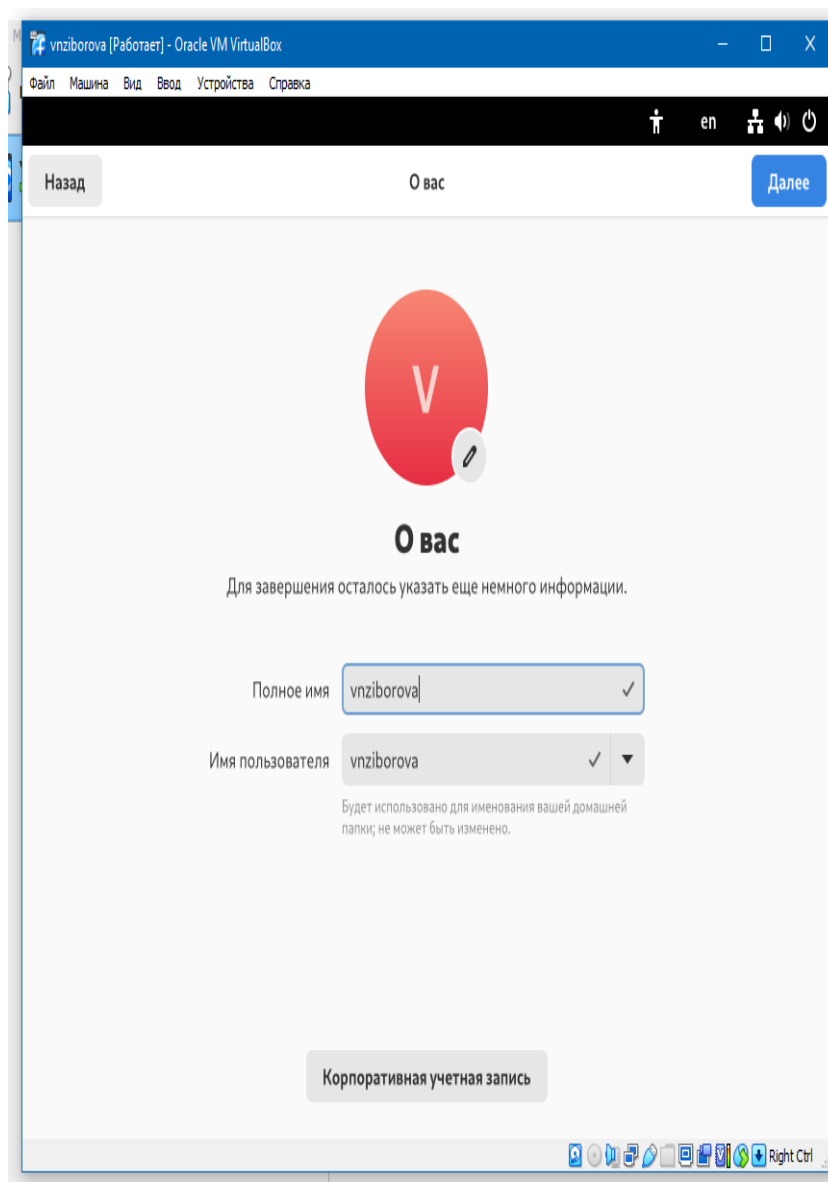 vnziborova [Работает] - Oracle VM VirtualBox
Файл Машина Вид Ввод Устройства Справка
en
Назад О вас Далее
V
О вас
Для завершения осталось указать еще немного информации.
Полное имя vnziborova
Имя пользователя vnziborova
Будет использовано для именования вашей домашней
папки; не может быть изменено.
Корпоративная учетная запись
Right Ctrl